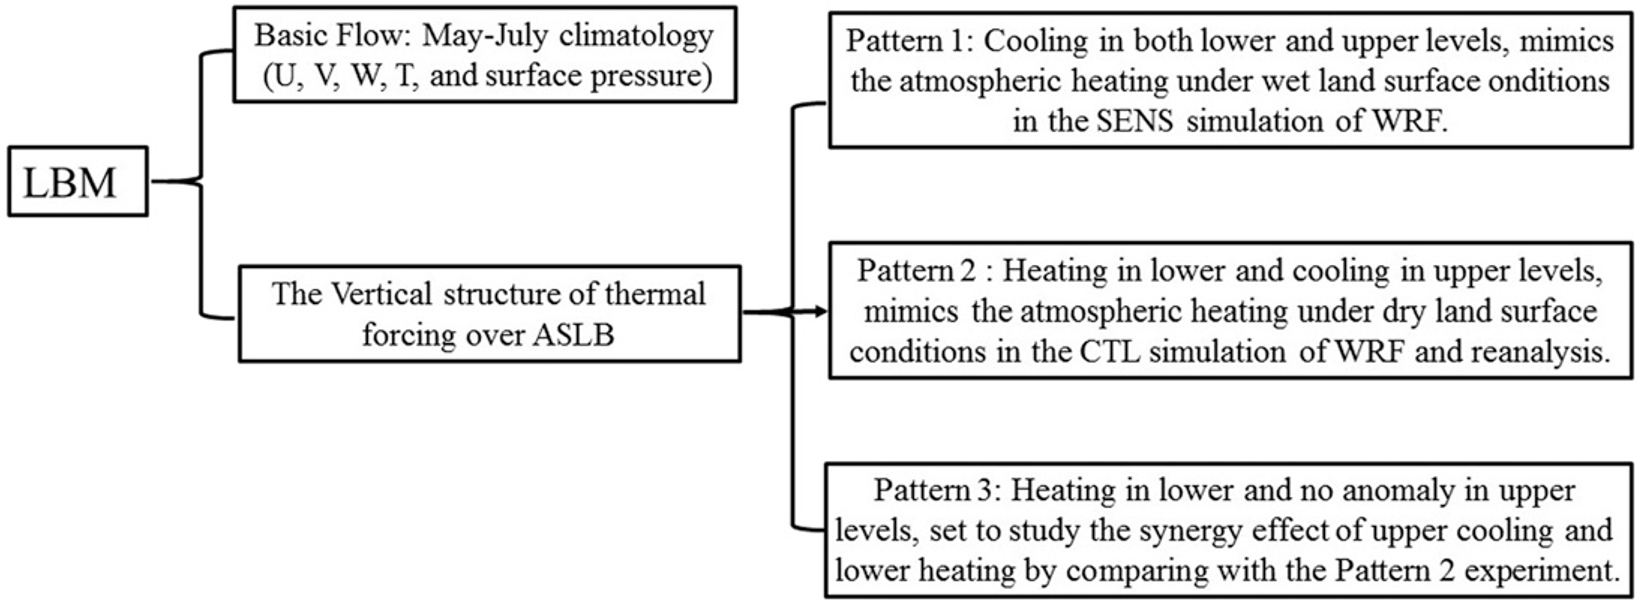 LBM
Basic Flow: May-July climatology
(U, V, W, T, and surface pressure)
The Vertical structure of thermal
forcing over ASLB
Pattern 1: Cooling in both lower and upper levels, mimics
the atmospheric heating under wet land surface onditions
in the SENS simulation of WRF.
Pattern 2 : Heating in lower and cooling in upper levels,
mimics the atmospheric heating under dry land surface
conditions in the CTL simulation of WRF and reanalysis.
Pattern 3: Heating in lower and no anomaly in upper
levels, set to study the synergy effect of upper cooling and
lower heating by comparing with the Pattern 2 experiment.